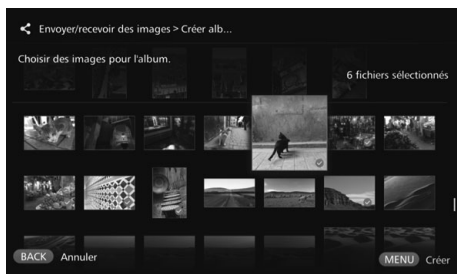 Envoyer/recevoir des images > Créer alb...
Choisir des images pour l'album.
6 fichiers sélectionnés
BACK Annuler
MENU Créer